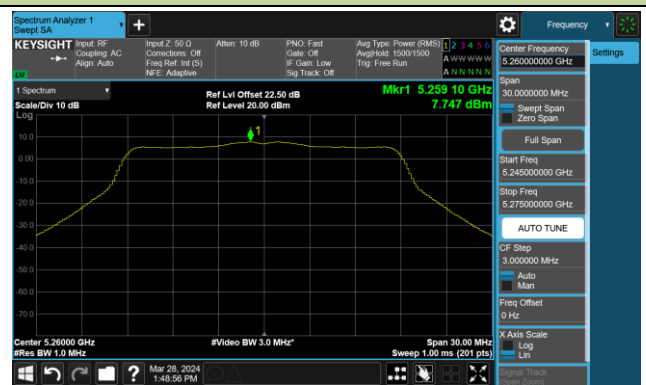 Spectrum Analyzer 1
Swept SA
Frequency
KEYSIGHT
Input: RF
Coupling: AC
Align: Auto
Input Z: 50 Ω
Corrections: Off
Freq Ref: Int (S)
NFE: Adaptive
Atten: 10 dB
PNO: Fast
Gate: Off
IF Gain: Low
Sig Track: Off
Avg Type: Power (RMS)
Avg|Hold: 1500/1500
Trig: Free Run
1 2 3 4 5 6
A W W W W W
A N N N N N
LV
1 Spectrum
Scale/Div 10 dB
Ref Lvl Offset 22.50 dB
Ref Level 20.00 dBm
Mkr1 5.259 10 GHz
7.747 dBm
Log
1
10.0
0.00
-10.0
-20.0
-30.0
-40.0
-50.0
-60.0
-70.0
Center 5.26000 GHz
#Res BW 1.0 MHz
#Video BW 3.0 MHz*
Span 30.00 MHz
Sweep 1.00 ms (201 pts)
Center Frequency
5.260000000 GHz
Settings
Span
30.0000000 MHz
Swept Span
Zero Span
Full Span
Start Freq
5.245000000 GHz
Stop Freq
5.275000000 GHz
AUTO TUNE
CF Step
3.000000 MHz
Auto
Man
Freq Offset
0 Hz
X Axis Scale
Log
Lin
Signal Track
(Span Zoom)
?
Mar 28, 2024
1:48:56 PM